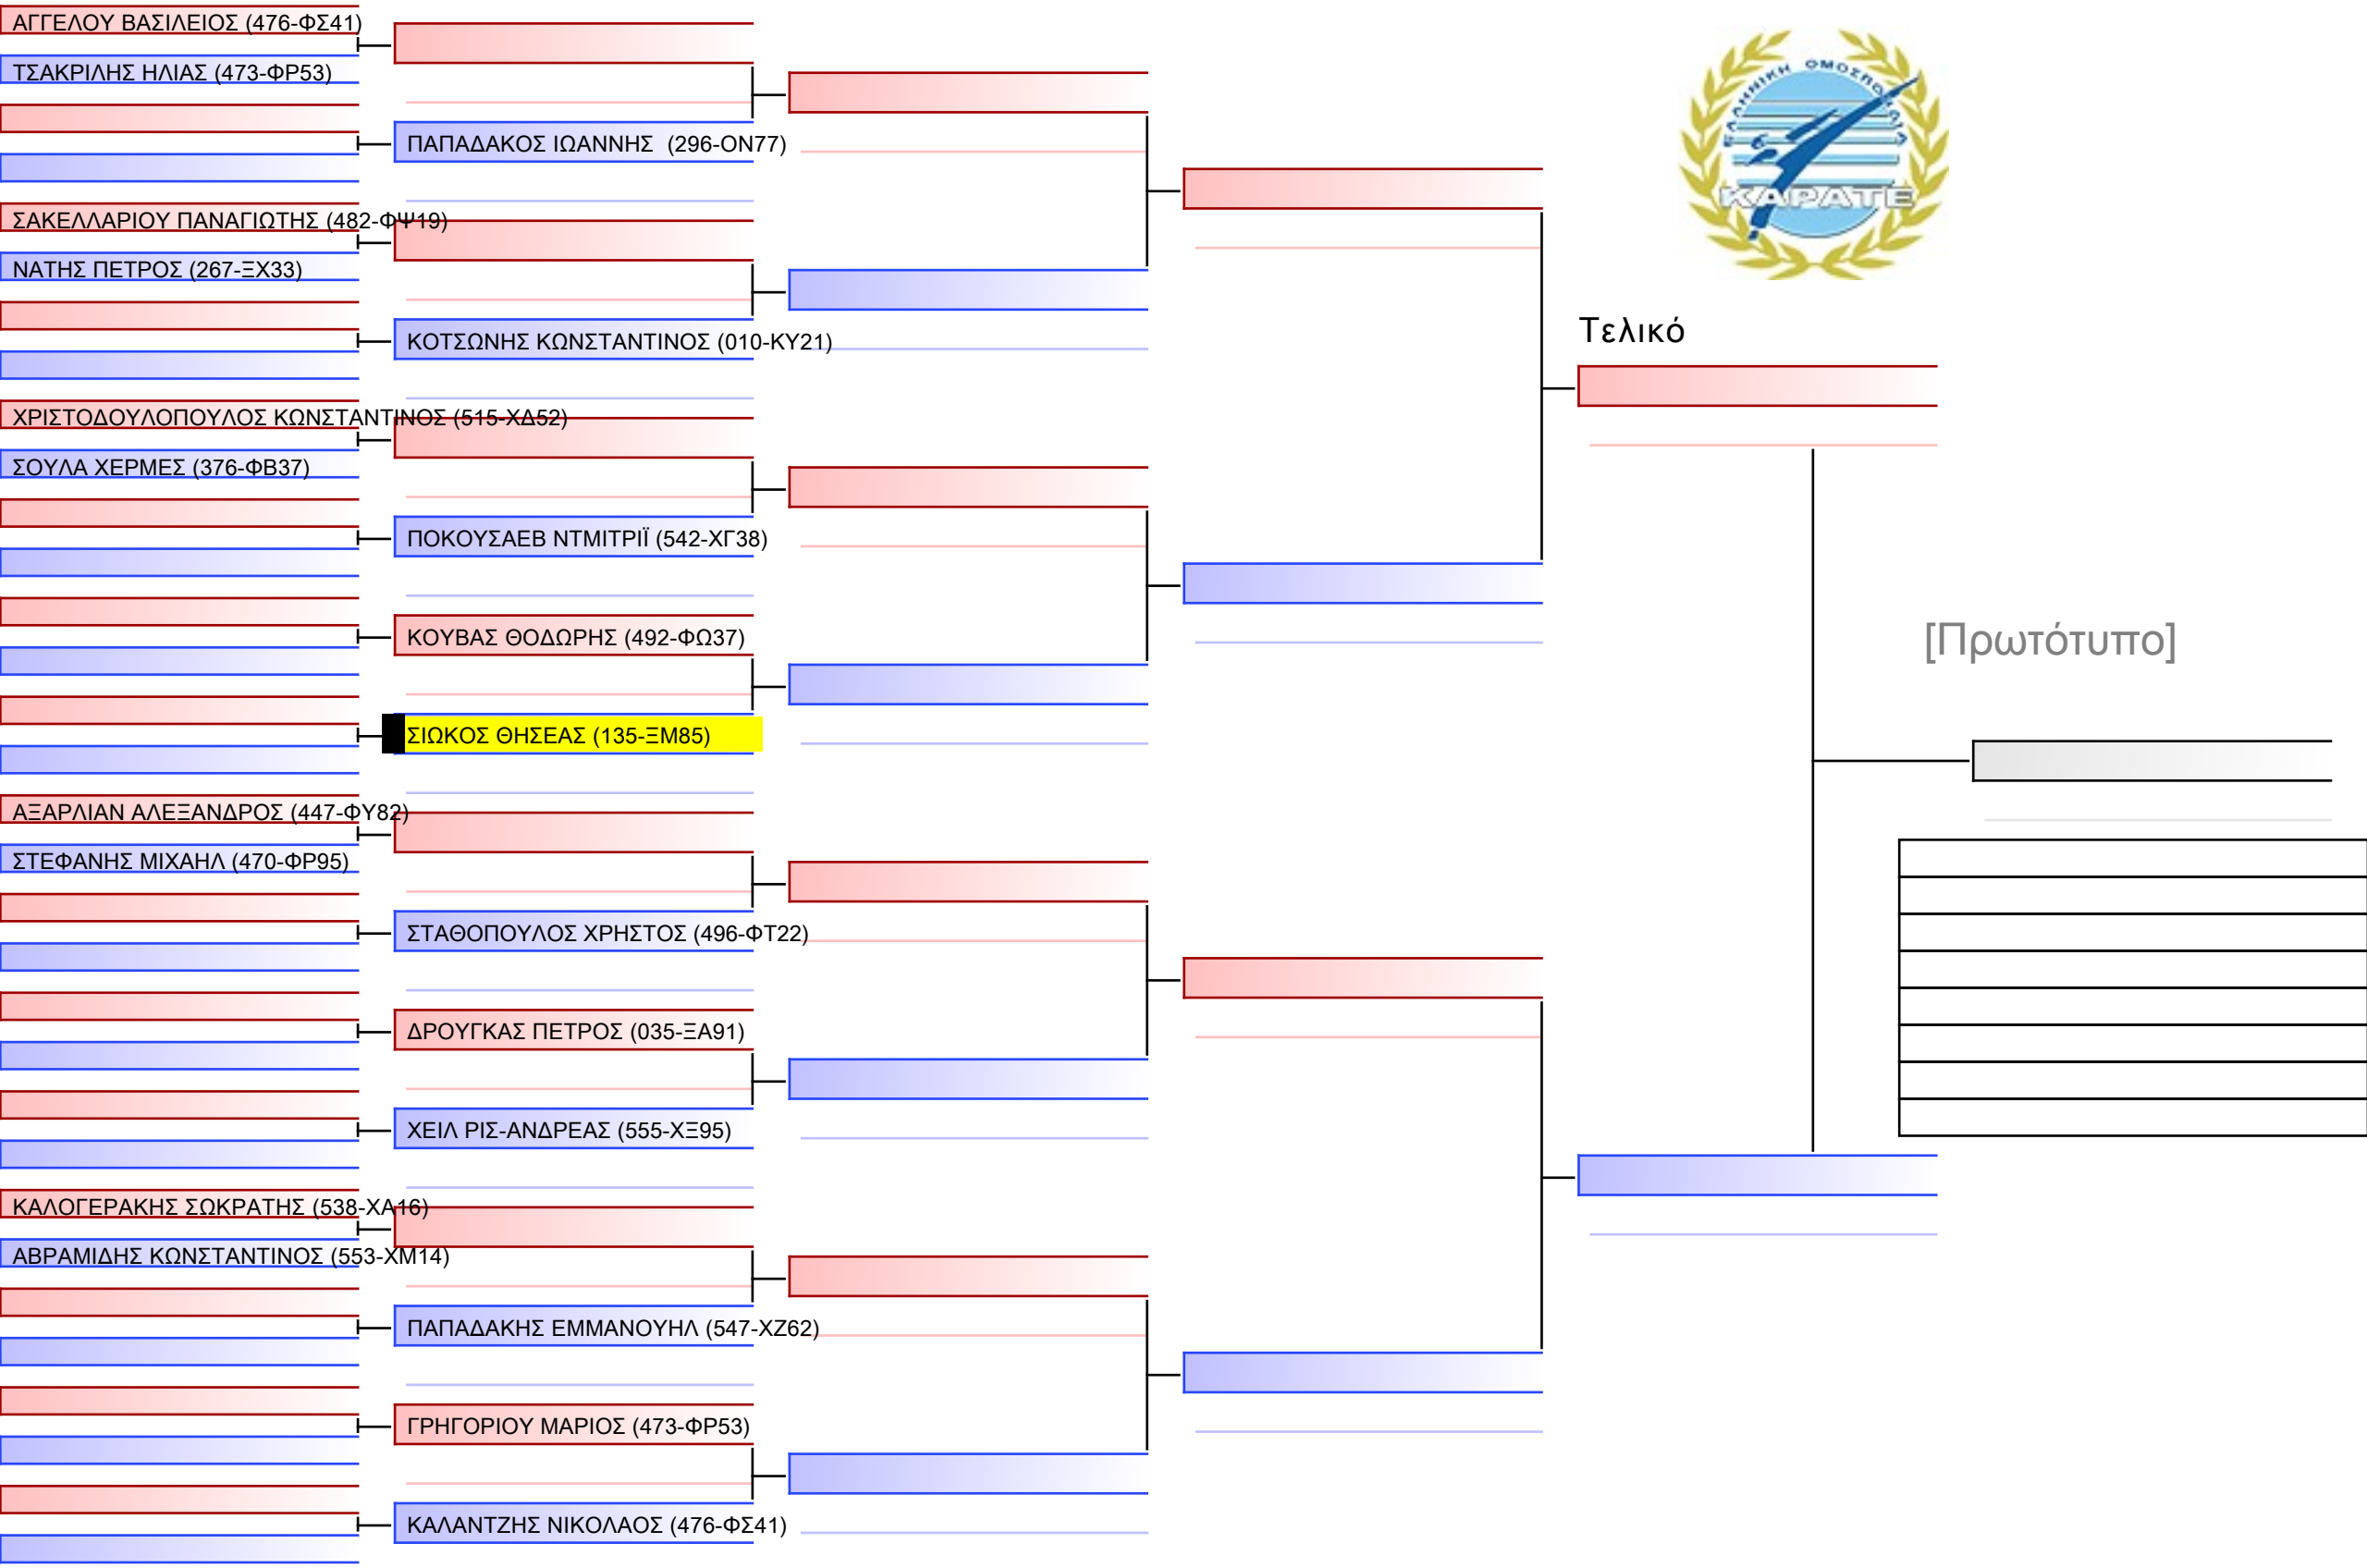 ΑΓΓΕΛΟΥ ΒΑΣΙΛΕΙΟΣ (476-ΦΣ41)
ΤΣΑΚΡΙΛΗΣ ΗΛΙΑΣ (473-ΦΡ53)
ΠΑΠΑΔΑΚΟΣ ΙΩΑΝΝΗΣ (296-ΟΝ77)
ΣΑΚΕΛΛΑΡΙΟΥ ΠΑΝΑΓΙΩΤΗΣ (482-ΦΨ19)
ΝΑΤΗΣ ΠΕΤΡΟΣ (267-ΞΧ33)
ΚΟΤΣΩΝΗΣ ΚΩΝΣΤΑΝΤΙΝΟΣ (010-ΚΥ21)
ΧΡΙΣΤΟΔΟΥΛΟΠΟΥΛΟΣ ΚΩΝΣΤΑΝΤΙΝΟΣ (515-ΧΔ52)
ΣΟΥΛΑ ΧΕΡΜΕΣ (376-ΦΒ37)
ΠΟΚΟΥΣΑΕΒ ΝΤΜΙΤΡΙΪ (542-ΧΓ38)
ΚΟΥΒΑΣ ΘΟΔΩΡΗΣ (492-ΦΩ37)
ΣΙΩΚΟΣ ΘΗΣΕΑΣ (135-ΞΜ85)
ΑΞΑΡΛΙΑΝ ΑΛΕΞΑΝΔΡΟΣ (447-ΦΥ82)
ΣΤΕΦΑΝΗΣ ΜΙΧΑΗΛ (470-ΦΡ95)
ΣΤΑΘΟΠΟΥΛΟΣ ΧΡΗΣΤΟΣ (496-ΦΤ22)
ΔΡΟΥΓΚΑΣ ΠΕΤΡΟΣ (035-ΞΑ91)
ΧΕΙΛ ΡΙΣ-ΑΝΔΡΕΑΣ (555-ΧΞ95)
ΚΑΛΟΓΕΡΑΚΗΣ ΣΩΚΡΑΤΗΣ (538-ΧΑ16)
ΑΒΡΑΜΙΔΗΣ ΚΩΝΣΤΑΝΤΙΝΟΣ (553-ΧΜ14)
ΠΑΠΑΔΑΚΗΣ ΕΜΜΑΝΟΥΗΛ (547-ΧΖ62)
ΓΡΗΓΟΡΙΟΥ ΜΑΡΙΟΣ (473-ΦΡ53)
ΚΑΛΑΝΤΖΗΣ ΝΙΚΟΛΑΟΣ (476-ΦΣ41)
ΕΛΛΗΝΙΚΗ ΟΜΟΣΠΟΝΔΙΑ
ΚΑΡΑΤΕ
Τελικό
[Πρωτότυπο]